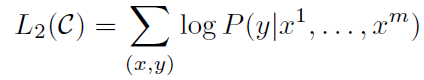 L₂(𝒞) = ∑_{(x,y)} log P(y|x¹, . . . , xᵐ)